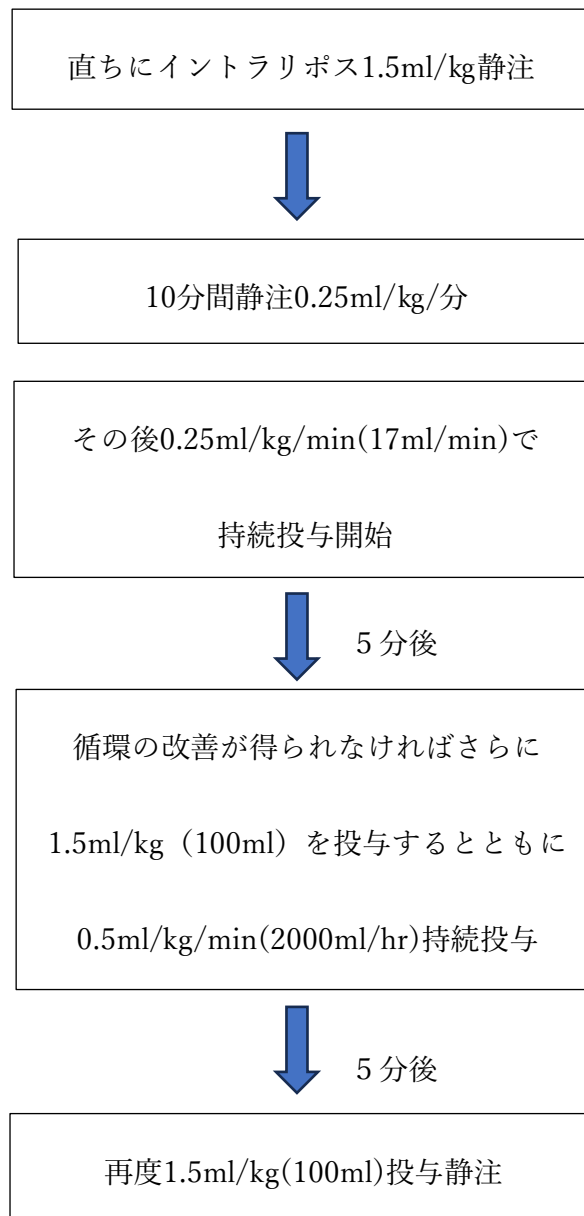 直ちにイントラリポス1.5ml/kg静注
10分間静注0.25ml/kg/分
その後0.25ml/kg/min(17ml/min)で
持続投与開始
５分後
循環の改善が得られなければさらに
1.5ml/kg（100ml）を投与するとともに
0.5ml/kg/min(2000ml/hr)持続投与
５分後
再度1.5ml/kg(100ml)投与静注